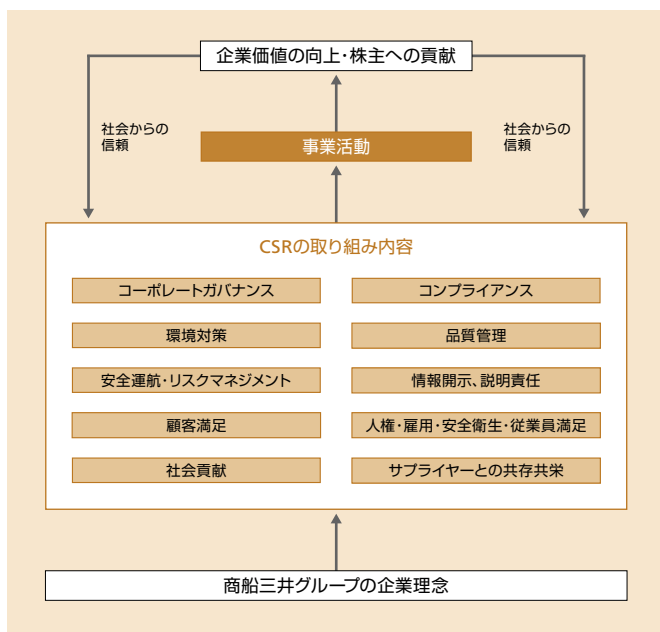 企業価値の向上・株主への貢献
社会からの
信頼
社会からの
信頼
事業活動
CSRの取り組み内容
コーポレートガバナンス
コンプライアンス
環境対策
品質管理
安全運航・リスクマネジメント
情報開示、説明責任
顧客満足
人権・雇用・安全衛生・従業員満足
社会貢献
サプライヤーとの共存共栄
商船三井グループの企業理念